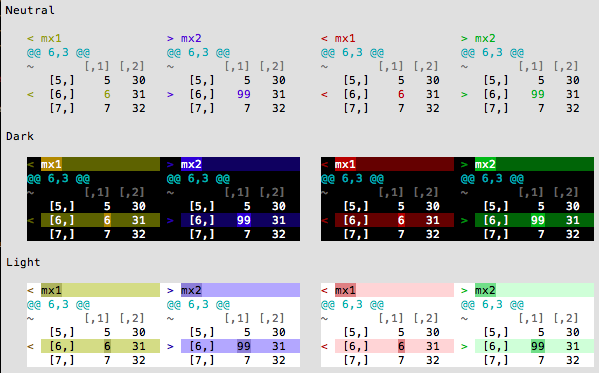 Neutral
< mx1 > mx2 < mx1 > mx2
@@ 6,3 @@ @@ 6,3 @@ @@ 6,3 @@ @@ 6,3 @@
~ [,1] [,2] [,1] [,2] ~ [,1] [,2] [,1] [,2]
[5,] 5 30 [5,] 5 30 [5,] 5 30 [5,] 5 30
< [6,] 6 31 > [6,] 99 31 < [6,] 6 31 > [6,] 99 31
[7,] 7 32 [7,] 7 32 [7,] 7 32 [7,] 7 32
Dark
< mx1 > mx2 < mx1 > mx2
@@ 6,3 @@ @@ 6,3 @@ @@ 6,3 @@ @@ 6,3 @@
~ [,1] [,2] [,1] [,2] ~ [,1] [,2] [,1] [,2]
[5,] 5 30 [5,] 5 30 [5,] 5 30 [5,] 5 30
< [6,] 6 31 > [6,] 99 31 < [6,] 6 31 > [6,] 99 31
[7,] 7 32 [7,] 7 32 [7,] 7 32 [7,] 7 32
Light
< mx1 > mx2 < mx1 > mx2
@@ 6,3 @@ @@ 6,3 @@ @@ 6,3 @@ @@ 6,3 @@
~ [,1] [,2] [,1] [,2] ~ [,1] [,2] [,1] [,2]
[5,] 5 30 [5,] 5 30 [5,] 5 30 [5,] 5 30
< [6,] 6 31 > [6,] 99 31 < [6,] 6 31 > [6,] 99 31
[7,] 7 32 [7,] 7 32 [7,] 7 32 [7,] 7 32